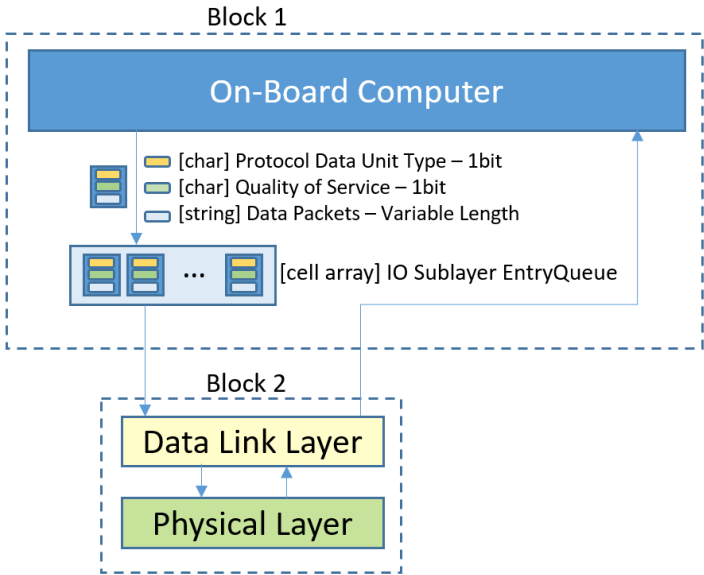 Block 1
On-Board Computer
[char] Protocol Data Unit Type – 1bit
[char] Quality of Service – 1bit
[string] Data Packets – Variable Length
...
[cell array] IO Sublayer EntryQueue
Block 2
Data Link Layer
Physical Layer